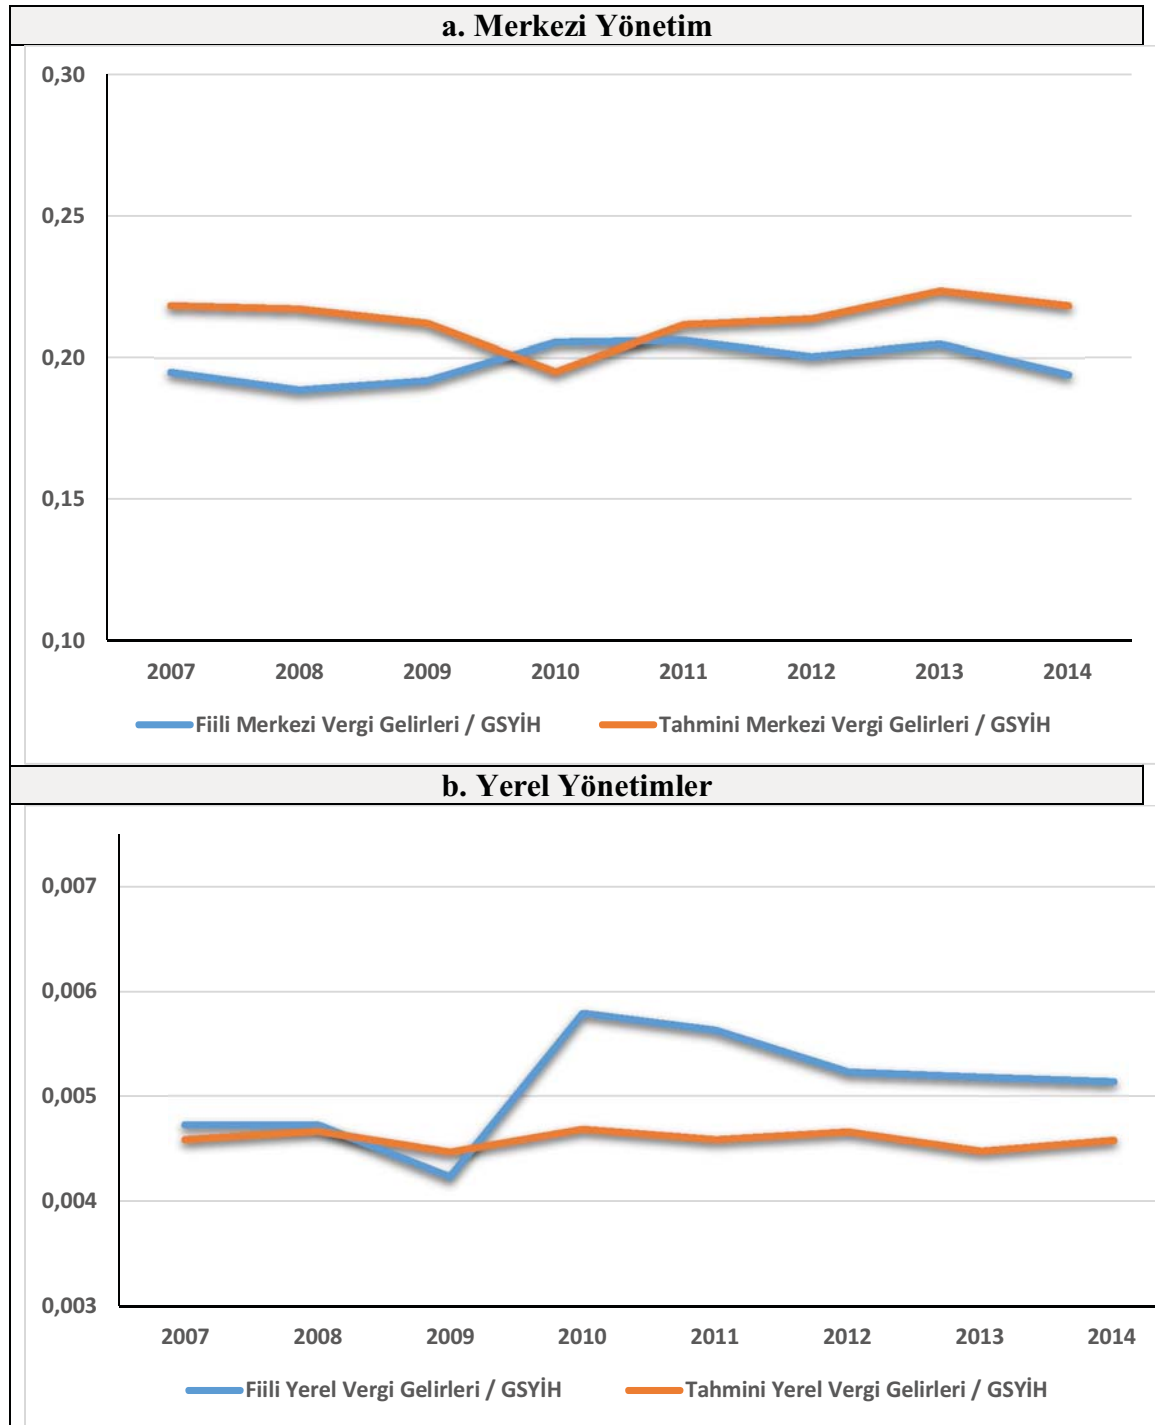 a. Merkezi Yönetim
0,30
0,25
0,20
0,15
0,10
2007 2008 2009 2010 2011 2012 2013 2014
Fiili Merkezi Vergi Gelirleri / GSYİH Tahmini Merkezi Vergi Gelirleri / GSYİH
b. Yerel Yönetimler
0,007
0,006
0,005
0,004
0,003
2007 2008 2009 2010 2011 2012 2013 2014
Fiili Yerel Vergi Gelirleri / GSYİH Tahmini Yerel Vergi Gelirleri / GSYİH